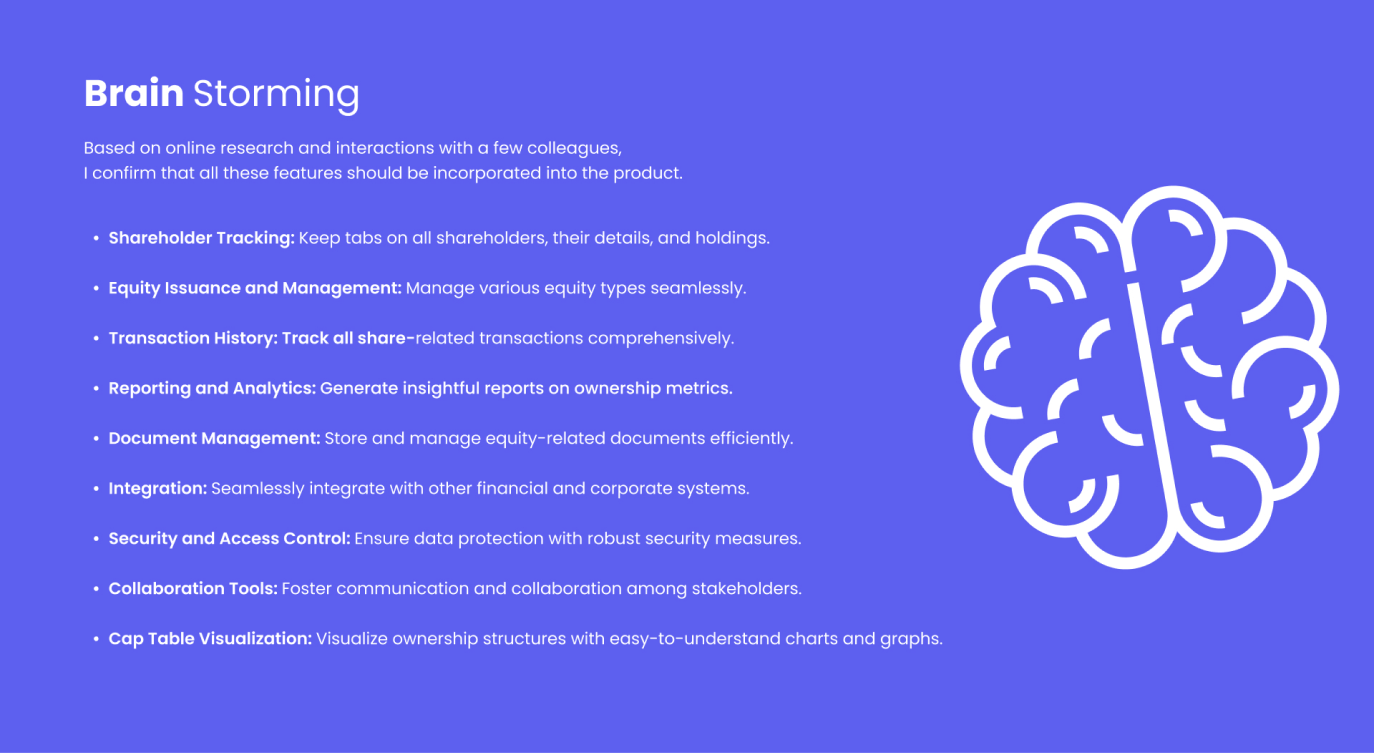 Brain Storming
Based on online research and interactions with a few colleagues,
I confirm that all these features should be incorporated into the product.
• Shareholder Tracking: Keep tabs on all shareholders, their details, and holdings.
• Equity Issuance and Management: Manage various equity types seamlessly.
• Transaction History: Track all share-related transactions comprehensively.
• Reporting and Analytics: Generate insightful reports on ownership metrics.
• Document Management: Store and manage equity-related documents efficiently.
• Integration: Seamlessly integrate with other financial and corporate systems.
• Security and Access Control: Ensure data protection with robust security measures.
• Collaboration Tools: Foster communication and collaboration among stakeholders.
• Cap Table Visualization: Visualize ownership structures with easy-to-understand charts and graphs.